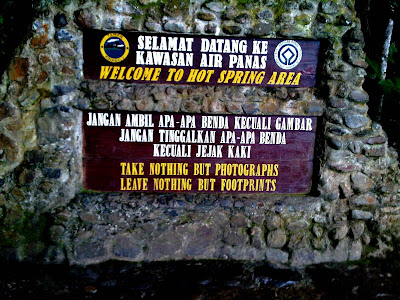 SELAMAT DATANG KE
KAWASAN AIR PANAS
WELCOME TO HOT SPRING AREA
JANGAN AMBIL APA-APA BENDA KECUALI GAMBAR
JANGAN TINGGALKAN APA-APA BENDA
KECUALI JEJAK KAKI
TAKE NOTHING BUT PHOTOGRAPHS
LEAVE NOTHING BUT FOOTPRINTS